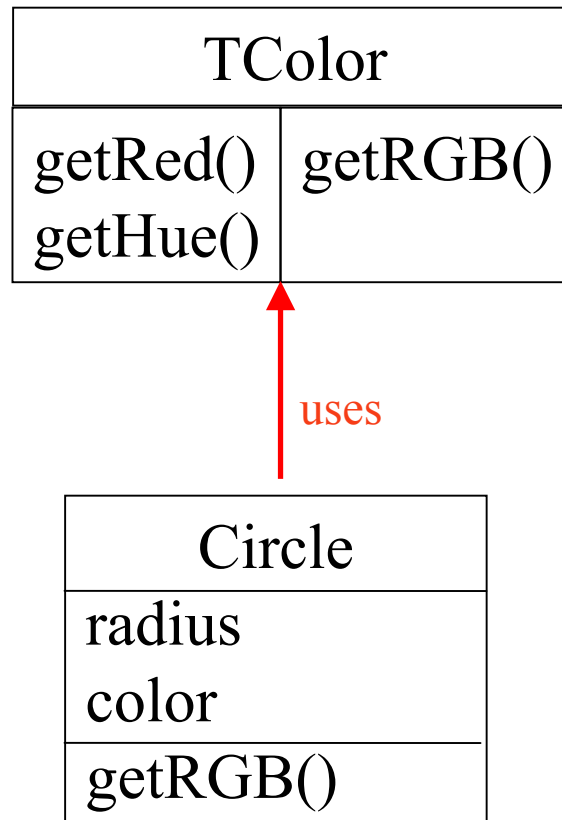 TColor
getRed() getRGB()
getHue()
uses
Circle
radius
color
getRGB()